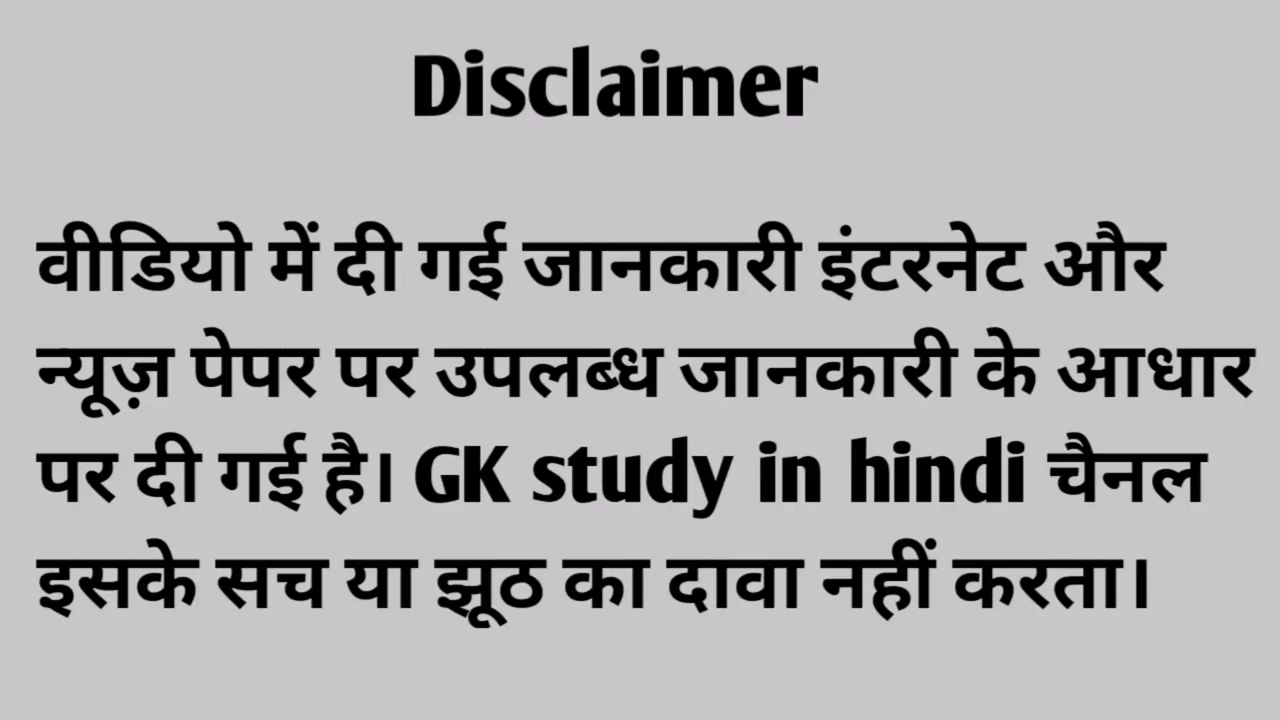 Disclaimer
वीडियो में दी गई जानकारी इंटरनेट और
न्यूज़ पेपर पर उपलब्ध जानकारी के आधार
पर दी गई है। GK study in hindi चैनल
इसके सच या झूठ का दावा नहीं करता।